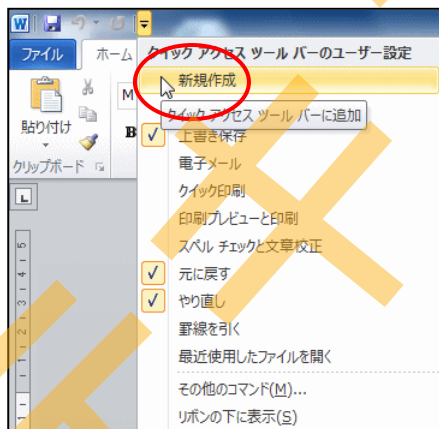 W
ファイル ホーム クイック アクセス ツール バーのユーザー設定
新規作成
M
クイック アクセス ツール バーに追加
貼り付け B 上書き保存
電子メール
クリップボード クイック印刷
L 印刷プレビューと印刷
スペル チェックと文章校正
元に戻す
やり直し
罫線を引く
最近使用したファイルを開く
その他のコマンド(M)...
リボンの下に表示(S)
5
4
3
2
1
1